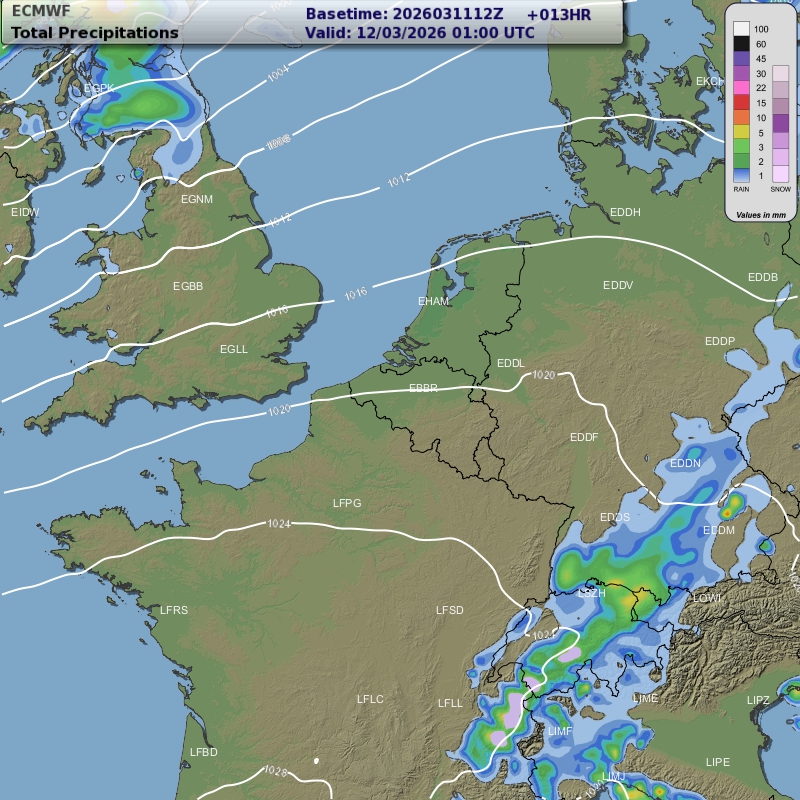 ECMWF
Basetime: 2026031112Z +013HR
Total Precipitations
Valid: 12/03/2026 01:00 UTC
100
60
45
30
22
15
10
5
3
2
1
RAIN SNOW
Values in mm
1004
EGPK
EKCH
1008
1012
EGNM
EIDW
1012
EDDH
EGBB
1016
EDDV
EDDB
EHAM
1016
EGLL
EDDP
EDDL
1020
EBBR
1020
EDDF
EDDN
LFPG
EDDS
1024
EDDM
LSZH
LOWI
LFRS
LFSD
1024
LFLC
LFLL
LIME
LIPZ
LIMF
LFBD
LIPE
1028
LIMJ